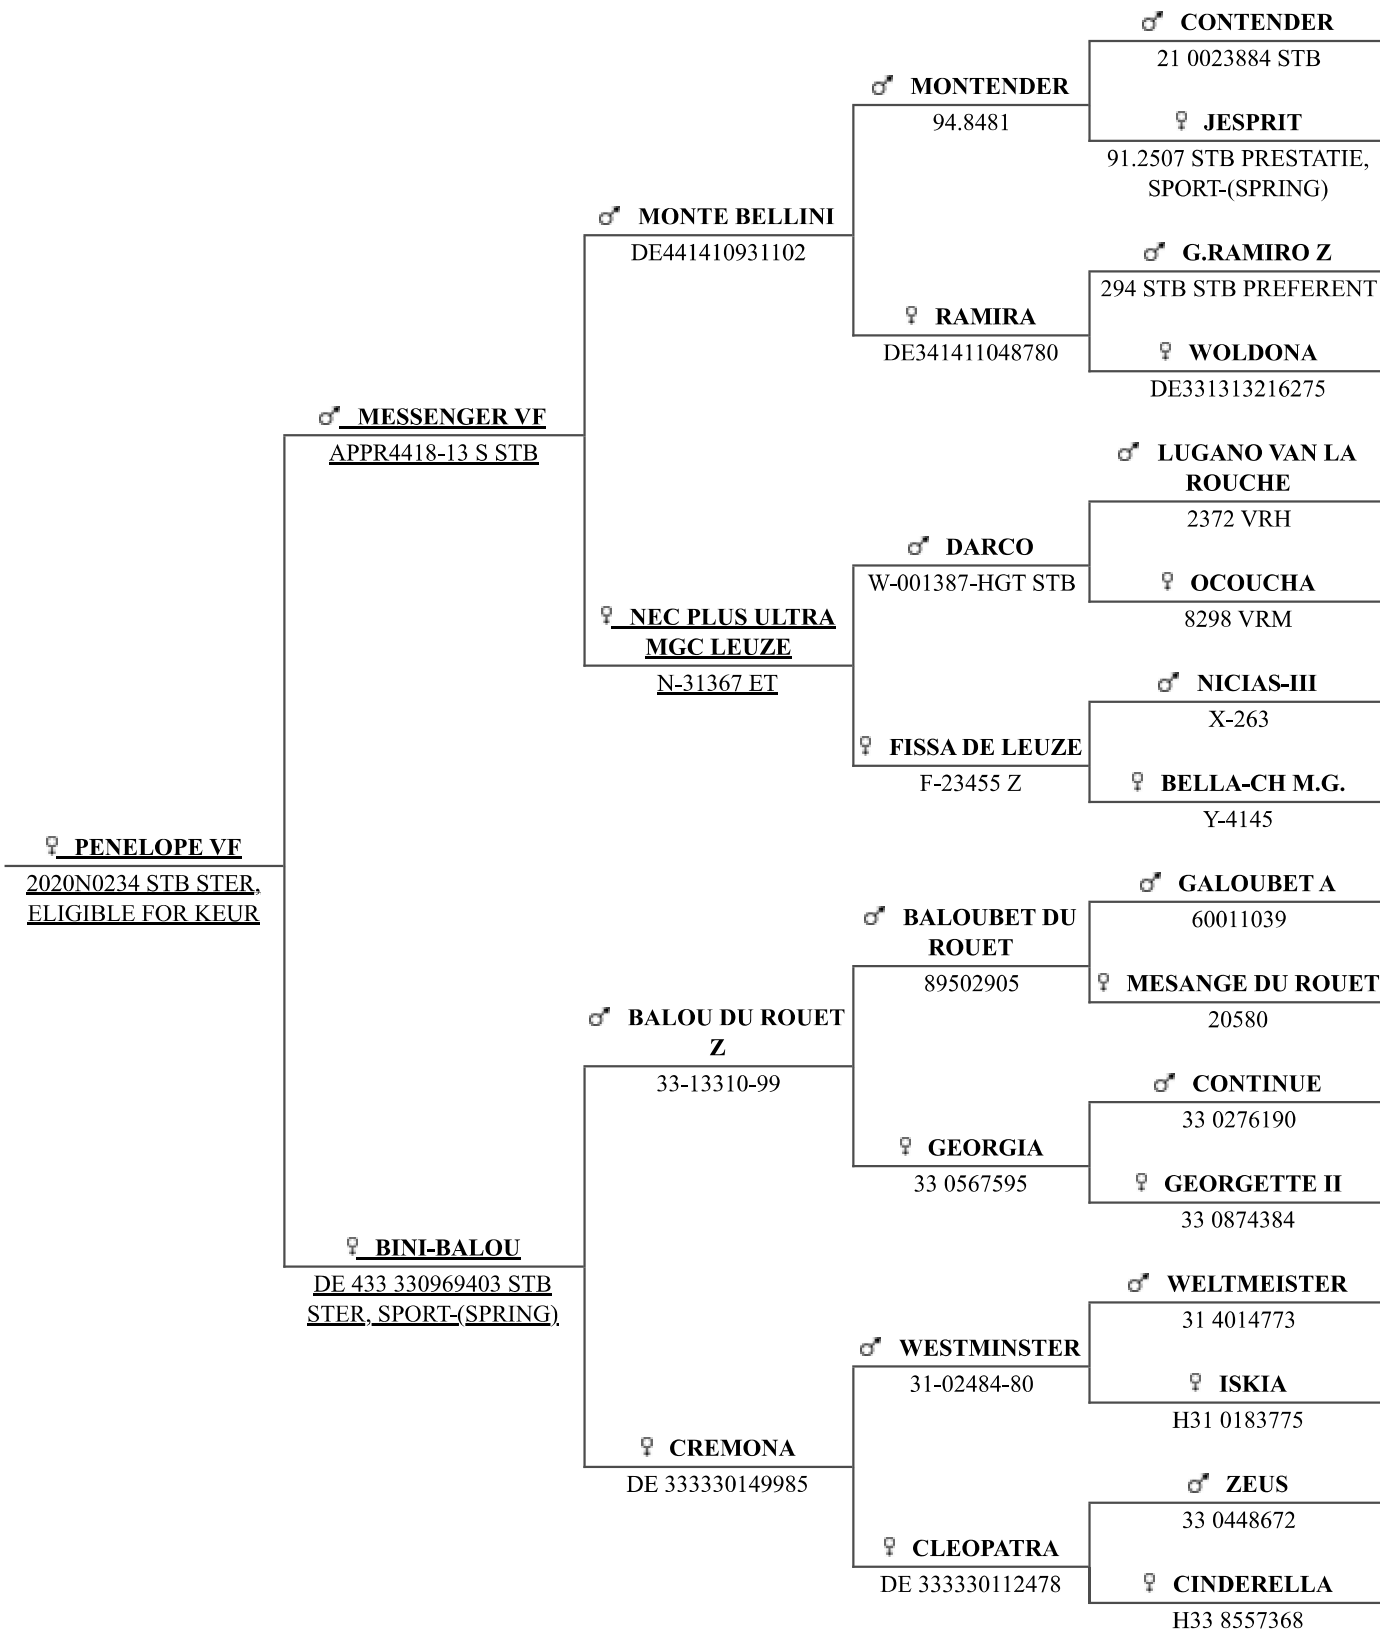 ♂ CONTENDER
21 0023884 STB
♂ MONTENDER
94.8481
♀ JESPRIT
91.2507 STB PRESTATIE,
SPORT-(SPRING)
♂ MONTE BELLINI
DE441410931102
♂ G.RAMIRO Z
294 STB STB PREFERENT
♀ RAMIRA
DE341411048780
♀ WOLDONA
DE331313216275
♂ MESSENGER VF
APPR4418-13 S STB
♂ LUGANO VAN LA
ROUCHE
2372 VRH
♂ DARCO
W-001387-HGT STB
♀ OCOUCHA
8298 VRM
♀ NEC PLUS ULTRA
MGC LEUZE
N-31367 ET
♂ NICIAS-III
X-263
♀ FISSA DE LEUZE
F-23455 Z
♀ BELLA-CH M.G.
Y-4145
♀ PENELOPE VF
2020N0234 STB STER,
ELIGIBLE FOR KEUR
♂ GALOUBET A
60011039
♂ BALOUBET DU
ROUET
89502905
♀ MESANGE DU ROUET
20580
♂ BALOU DU ROUET
Z
33-13310-99
♂ CONTINUE
33 0276190
♀ GEORGIA
33 0567595
♀ GEORGETTE II
33 0874384
♀ BINI-BALOU
DE 433 330969403 STB
STER, SPORT-(SPRING)
♂ WELTMEISTER
31 4014773
♂ WESTMINSTER
31-02484-80
♀ ISKIA
H31 0183775
♀ CREMONA
DE 333330149985
♂ ZEUS
33 0448672
♀ CLEOPATRA
DE 333330112478
♀ CINDERELLA
H33 8557368